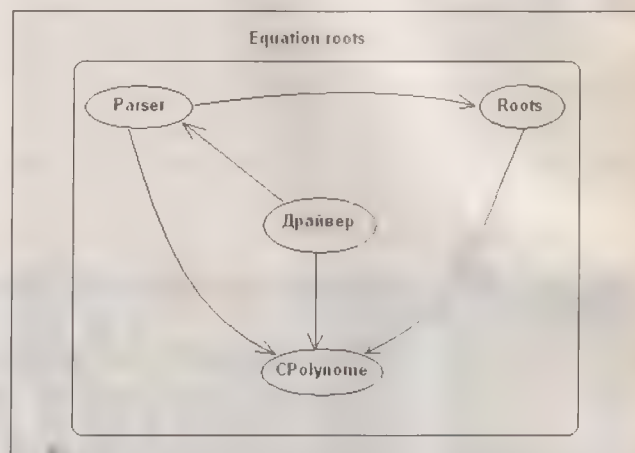 Equation roots
Parser
Roots
Драйвер
CPolynome